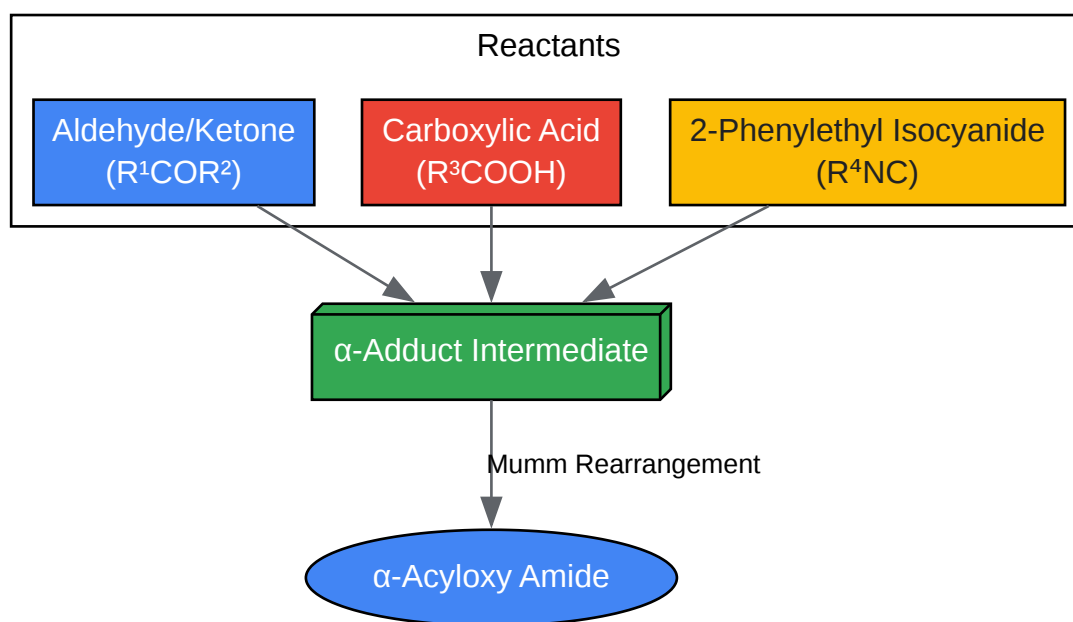 Reactants
Aldehyde/Ketone
(R¹COR²)
Carboxylic Acid
(R³COOH)
2-Phenylethyl Isocyanide
(R⁴NC)
α-Adduct Intermediate
Mumm Rearrangement
α-Acyloxy Amide